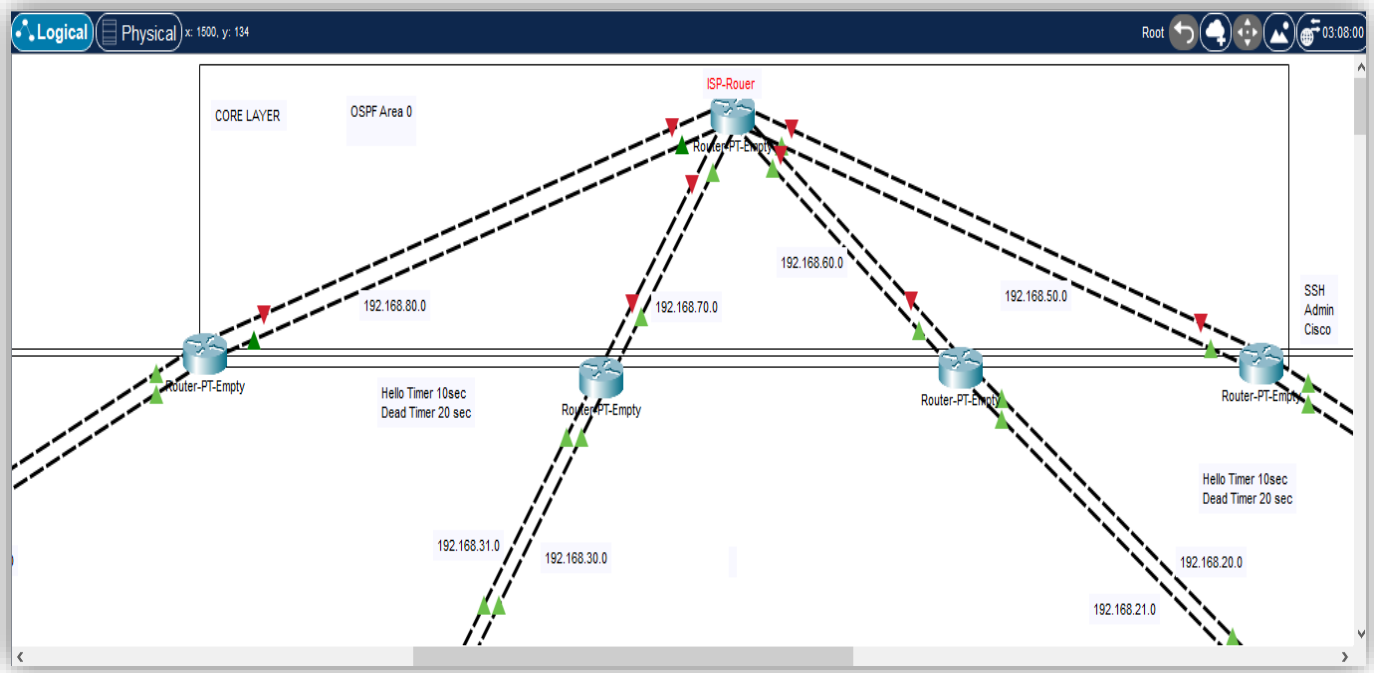 Logical
Physical
x: 1500, y: 134
Root
03:08:00
ISP-Rouer
CORE LAYER
OSPF Area 0
Router-PT-Empty
192.168.60.0
192.168.50.0
192.168.80.0
192.168.70.0
SSH
Admin
Cisco
Router-PT-Empty
Hello Timer 10sec
Dead Timer 20 sec
Router-PT-Empty
Router-PT-Empty
Router-PT-Empty
Hello Timer 10sec
Dead Timer 20 sec
192.168.31.0
192.168.30.0
192.168.20.0
192.168.21.0